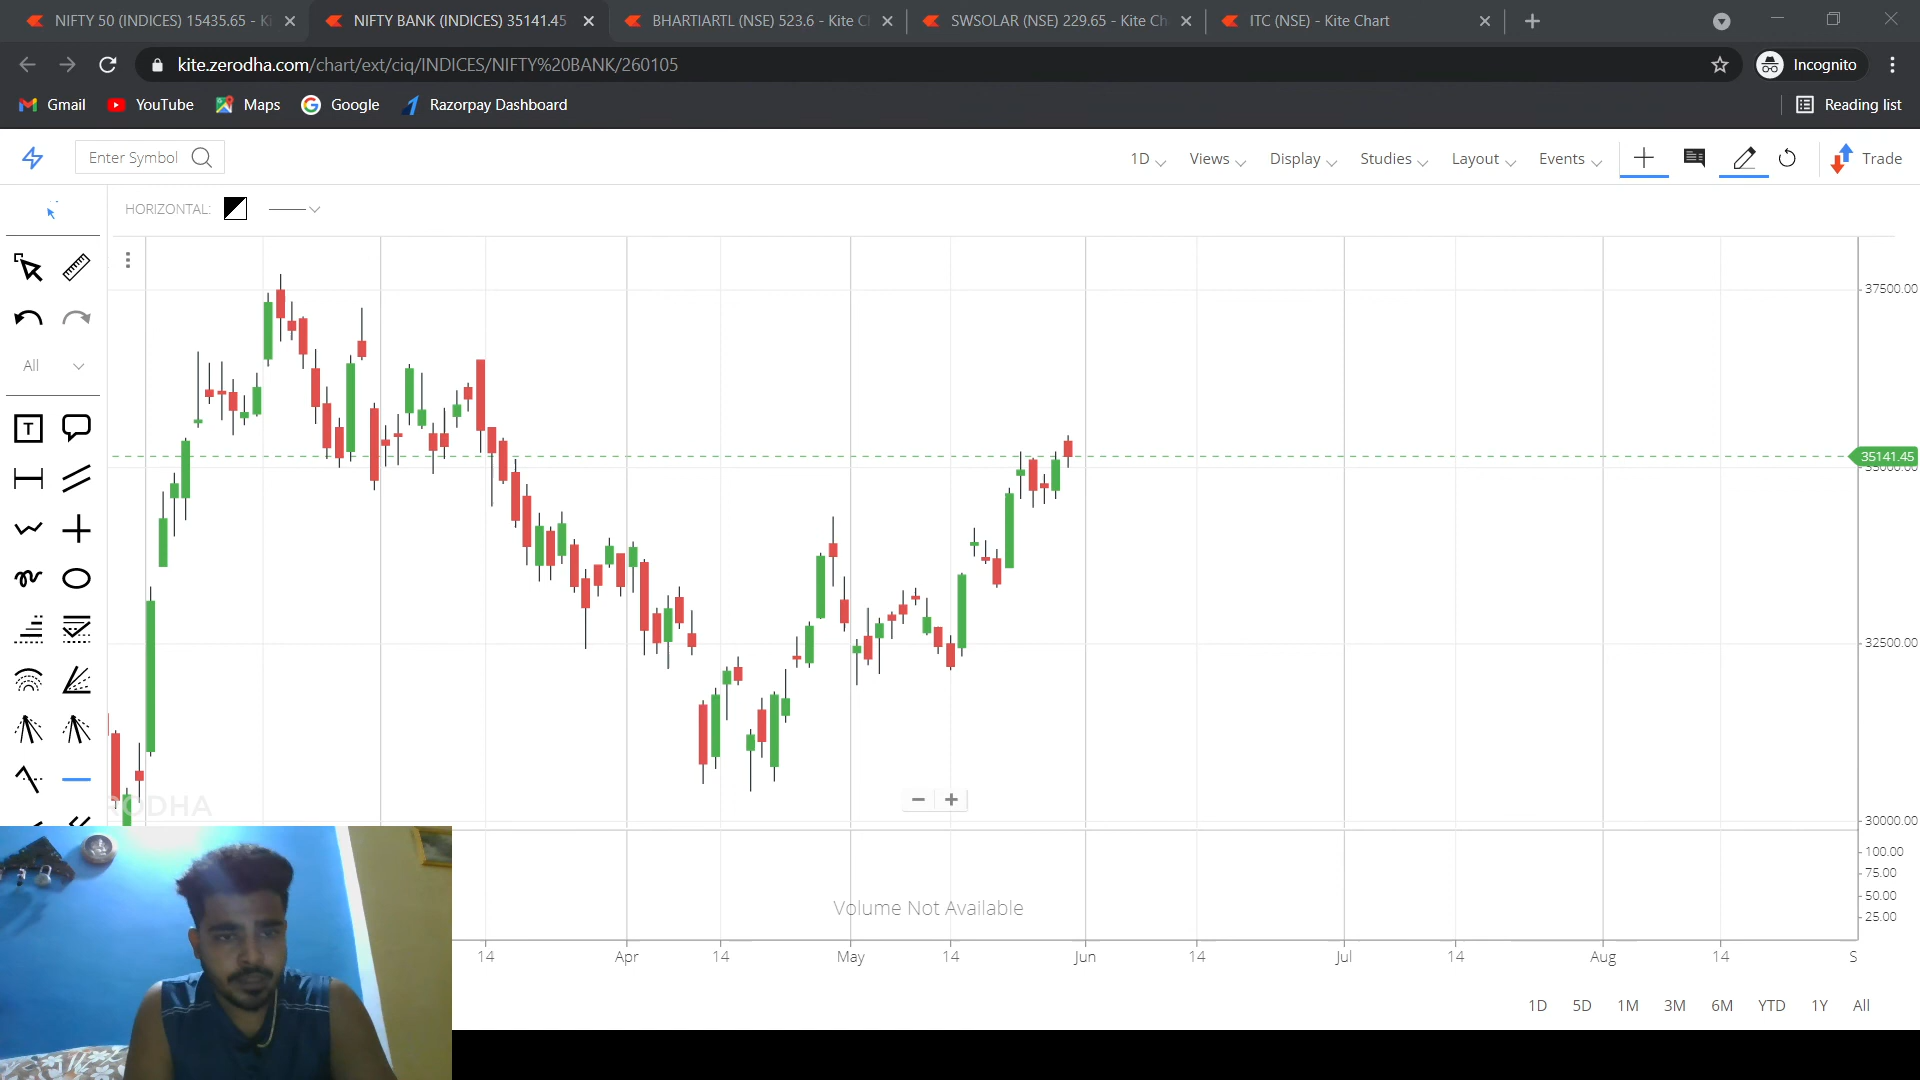 NIFTY 50 (INDICES) 15435.65 - Ki
NIFTY BANK (INDICES) 35141.45
BHARTIARTL (NSE) 523.6 - Kite C
SWSOLAR (NSE) 229.65 - Kite Ch
ITC (NSE) - Kite Chart
kite.zerodha.com/chart/ext/ciq/INDICES/NIFTY%20BANK/260105
Incognito
Gmail
YouTube
Maps
Google
Razorpay Dashboard
Reading list
Enter Symbol
1D
Views
Display
Studies
Layout
Events
Trade
HORIZONTAL:
All
T
37500.00
35141.45
35000.00
32500.00
30000.00
RODHA
100.00
75.00
50.00
25.00
Volume Not Available
14
Apr
14
May
14
Jun
14
Jul
14
Aug
14
S
1D
5D
1M
3M
6M
YTD
1Y
All